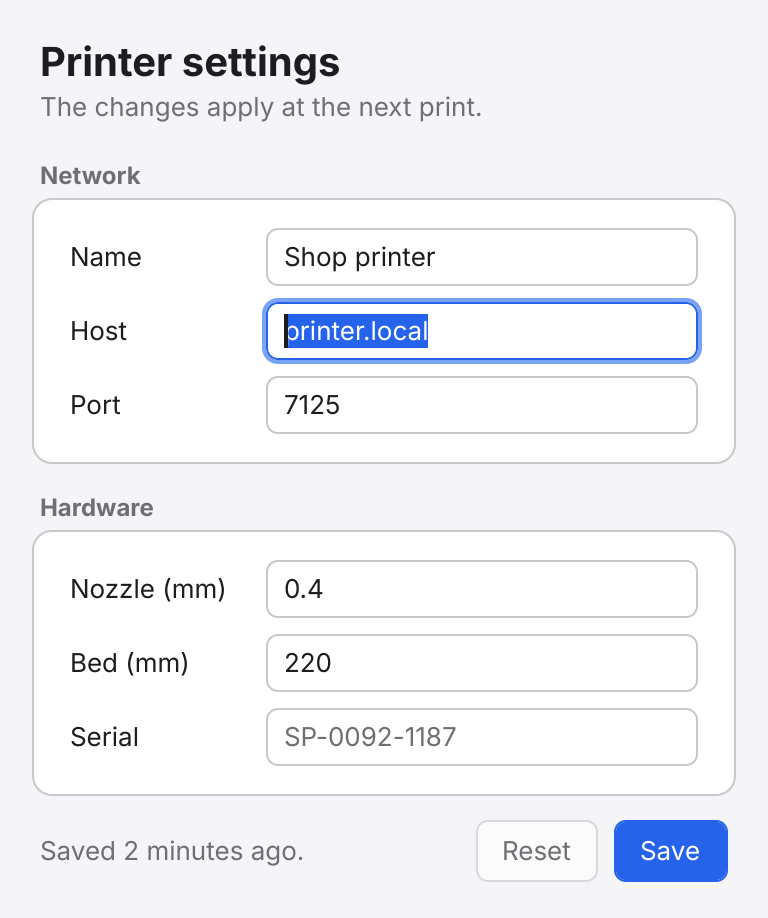 Printer settings
The changes apply at the next print.
Network
Name Shop printer
Host printer.local
Port 7125
Hardware
Nozzle (mm) 0.4
Bed (mm) 220
Serial SP-0092-1187
Saved 2 minutes ago. Reset Save